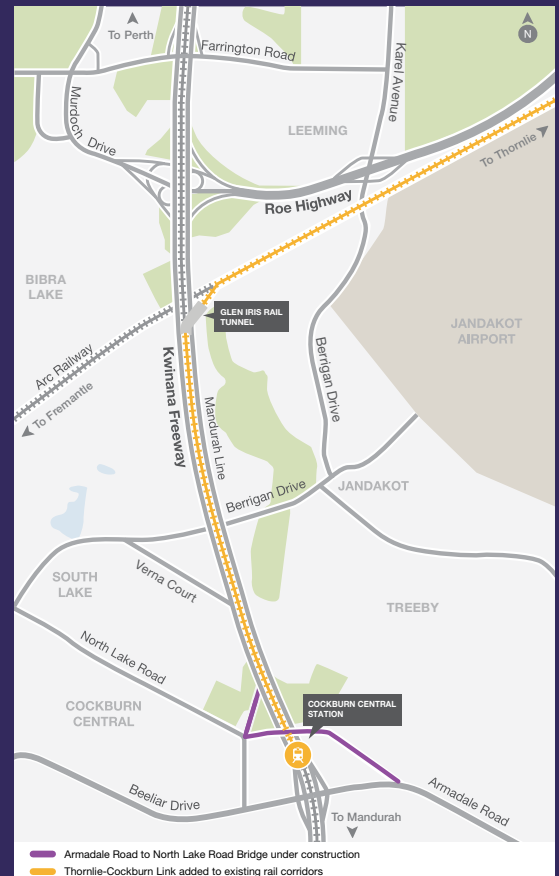 To Perth
N
Farrington Road
Karel Avenue
Murdoch Drive
LEEMING
To Thornlie
Roe Highway
BIBRA
LAKE
GLEN IRIS RAIL
TUNNEL
JANDAKOT
AIRPORT
Arc Railway
To Fremantle
Kwinana Freeway
Mandurah Line
Berrigan Drive
Berrigan Drive
JANDAKOT
SOUTH
LAKE
Verna Court
TREEBY
North Lake Road
COCKBURN
CENTRAL
COCKBURN CENTRAL
STATION
Beeliar Drive
Armadale Road
To Mandurah
Armadale Road to North Lake Road Bridge under construction
Thornlie-Cockburn Link added to existing rail corridors